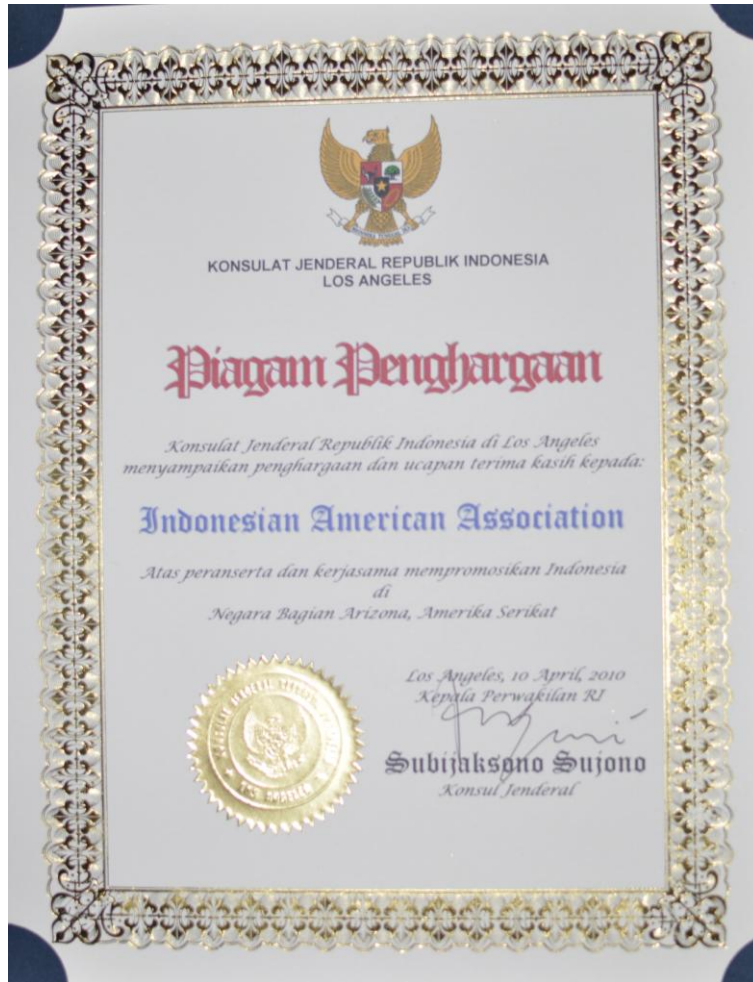 KONSULAT JENDERAL REPUBLIK INDONESIA
LOS ANGELES
Piagam Penghargaan
Konsulat Jenderal Republik Indonesia di Los Angeles
menyampaikan penghargaan dan ucapan terima kasih kepada:
Indonesian American Association
Atas peranserta dan kerjasama mempromosikan Indonesia
di
Negara Bagian Arizona, Amerika Serikat
Los Angeles, 10 April, 2010
Kepala Perwakilan RI
Subijaksono Sujono
Konsul Jenderal
LOS ANGELES